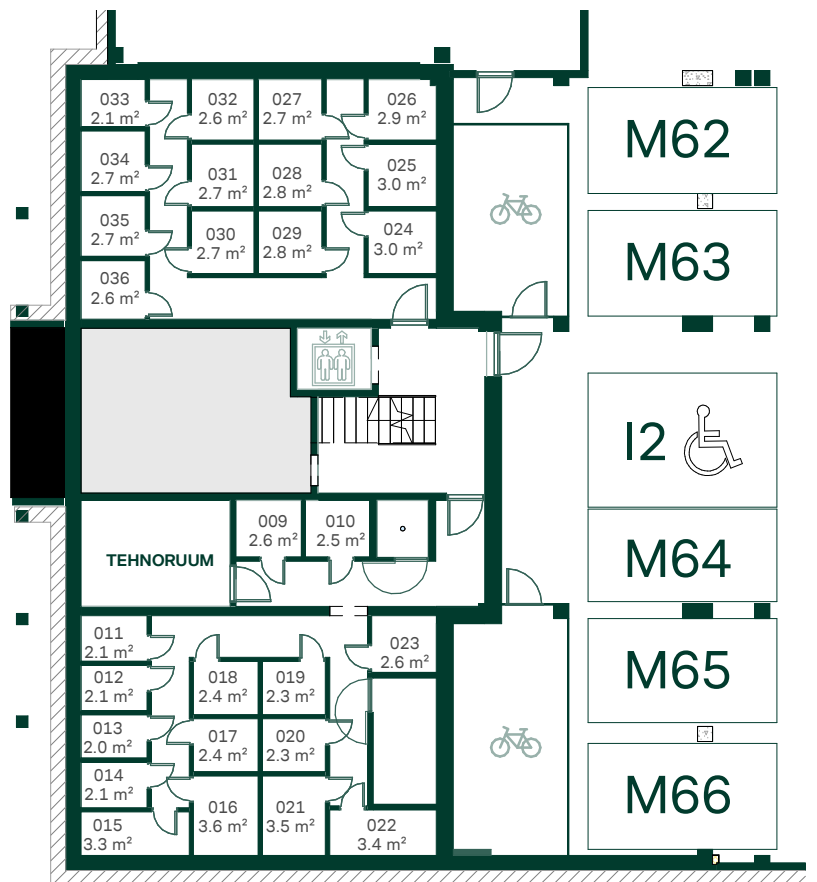 033
2.1 m²
032
2.6 m²
027
2.7 m²
026
2.9 m²
M62
034
2.7 m²
031
2.7 m²
028
2.8 m²
025
3.0 m²
035
2.7 m²
030
2.7 m²
029
2.8 m²
024
3.0 m²
M63
036
2.6 m²
I2
009
2.6 m²
010
2.5 m²
TEHNORUUM
M64
011
2.1 m²
023
2.6 m²
012
2.1 m²
018
2.4 m²
019
2.3 m²
M65
013
2.0 m²
017
2.4 m²
020
2.3 m²
014
2.1 m²
016
3.6 m²
021
3.5 m²
M66
015
3.3 m²
022
3.4 m²